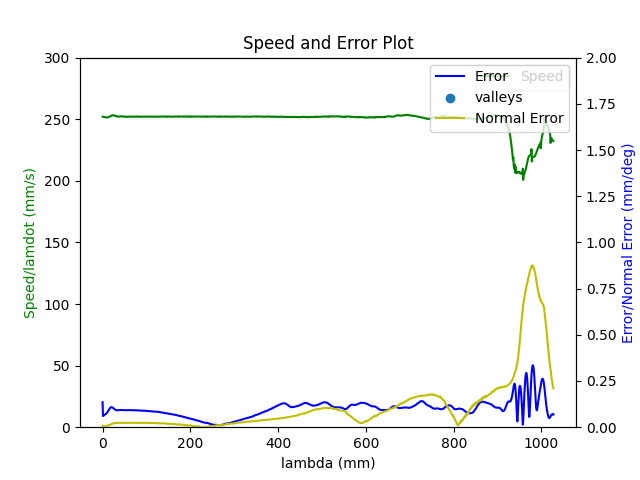 Speed and Error Plot
300
250
200
150
100
50
0
2.00
1.75
1.50
1.25
1.00
0.75
0.50
0.25
0.00
0 200 400 600 800 1000
lambda (mm)
Speed/lamdot (mm/s)
Error/Normal Error (mm/deg)
Error
Speed
valleys
Normal Error